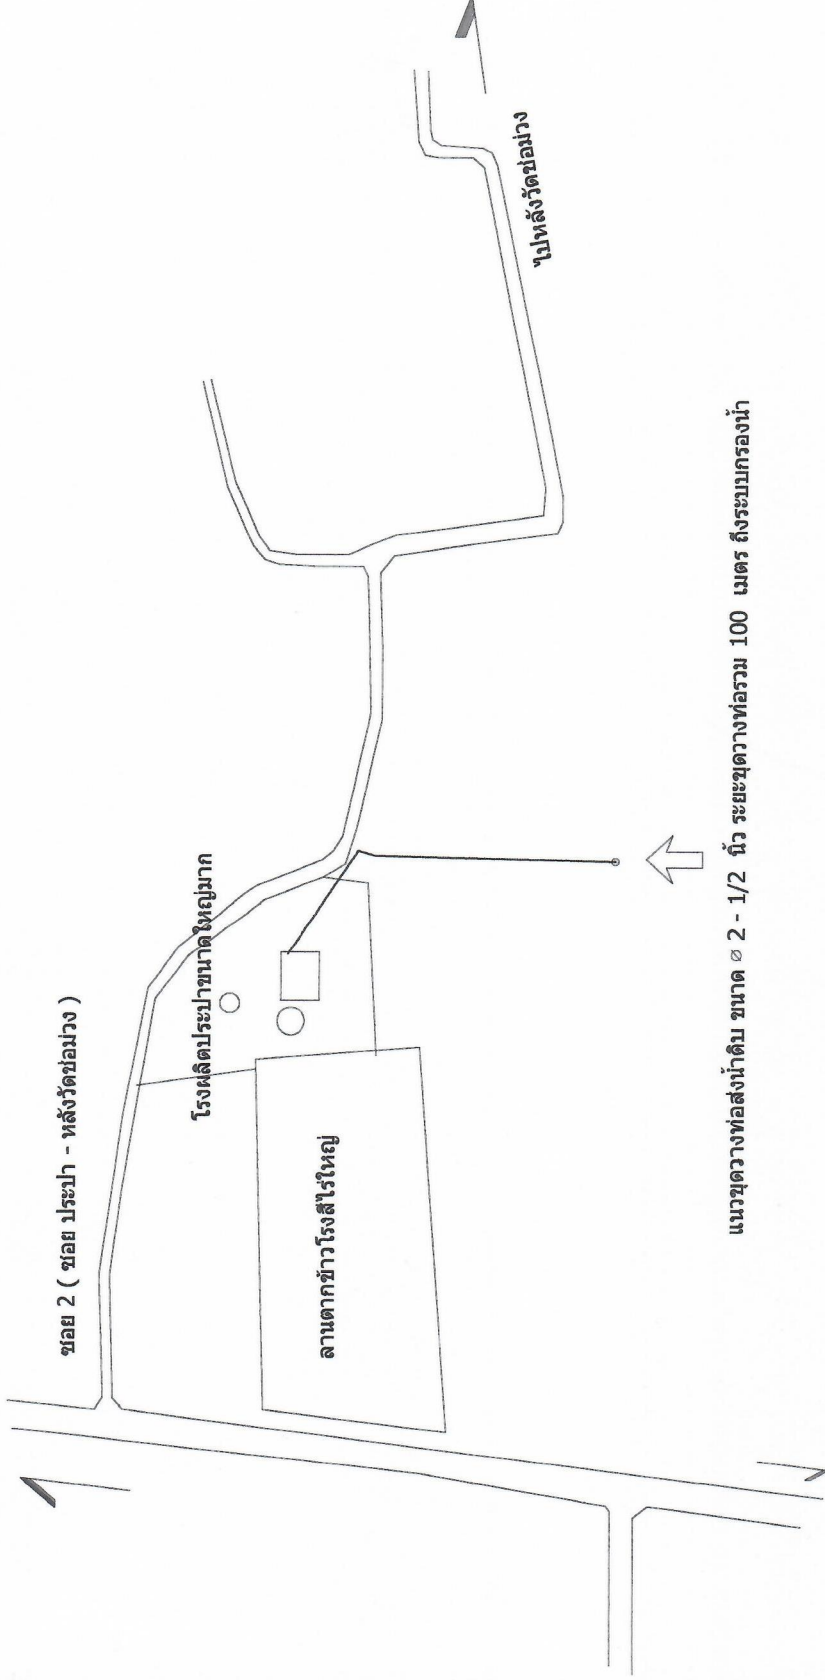 ซอย 2 ( ซอย ประปา - หลังวัดช่อม่วง )
โรงผลิตประปาขนาดใหญ่มาก
ลานตากข้าวโรงสีไร่ใหญ่
ไปหลังวัดช่อม่วง
แนวขุดวางท่อส่งน้ำดิบ ขนาด ∅ 2 - 1/2 นิ้ว ระยะขุดวางท่อรวม 100 เมตร ถึงระบบกรองน้ำ